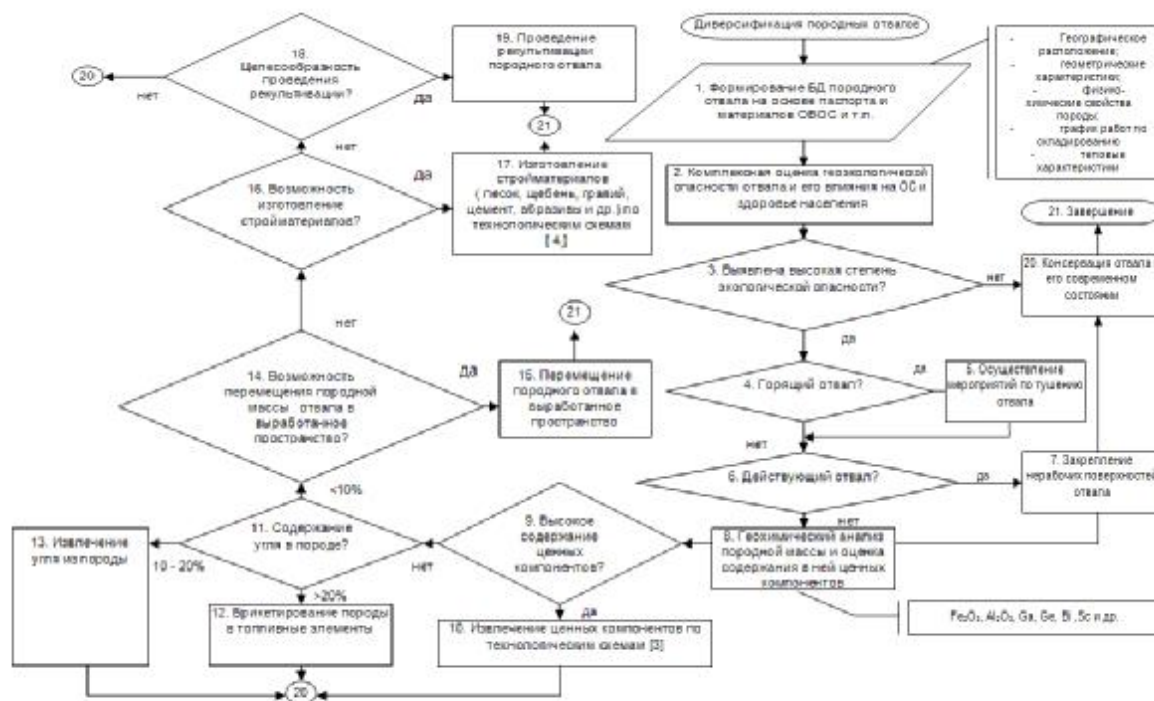 Диверсификация породных отвалов
1. Формирование БД породного
отвала на основе паспорта и
материалов ОВОС и т.п.
- Географическое
расположение;
- геометрические
характеристики;
- физико-
химические свойства
породы;
- график работ по
складированию
- тепловые
характеристики
2. Комплексная оценка геоэкологической
опасности отвала и его влияния на ОС и
здоровье населения
3. Выявлена высокая степень
экологической опасности?
нет
да
20. Консервация отвала в
его современном
состоянии
21. Завершение
4. Горящий отвал?
да
нет
5. Осуществление
мероприятий по тушению
отвала
6. Действующий отвал?
да
нет
7. Закрепление
нерабочих поверхностей
отвала
8. Геохимический анализ
породной массы и оценка
содержания в ней ценных
компонентов
Fe₂O₃, Al₂O₃, Ga, Ge, Bi, Sc и др.
9. Высокое
содержание
ценных
компонентов?
нет
да
10. Извлечение ценных компонентов по
технологическим схемам [3]
11. Содержание
угля в породе?
<10%
10 - 20%
>20%
12. Брикетирование породы
в топливные элементы
13. Извлечение
угля из породы
20
14. Возможность
перемещения породной
массы отвала в
выработанное
пространство?
да
нет
15. Перемещение
породного отвала в
выработанное
пространство
21
16. Возможность
изготовление
стройматериалов?
да
нет
17. Изготовление
стройматериалов
( песок, щебень, гравий,
цемент, абразивы и др.) по
технологическим схемам
[4]
21
18.
Целесообразность
проведения
рекультивации?
да
нет
20
19. Проведение
рекультивации
породного отвала